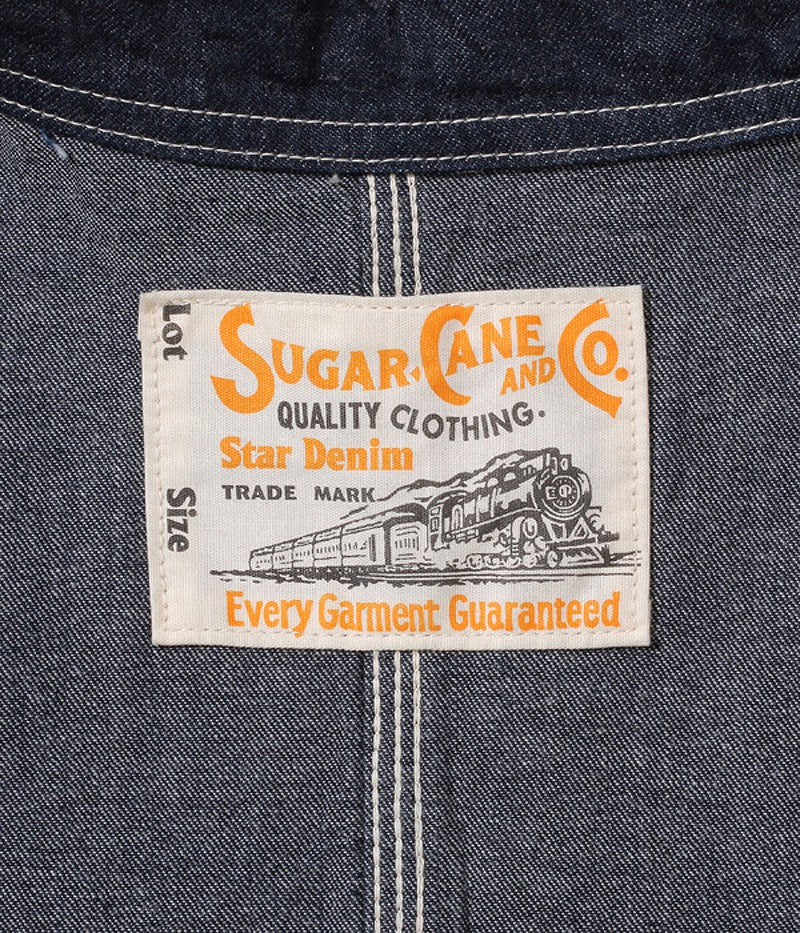 Lot
Size
SUGAR CANE AND CO.
QUALITY CLOTHING.
Star Denim
TRADE MARK
Every Garment Guaranteed